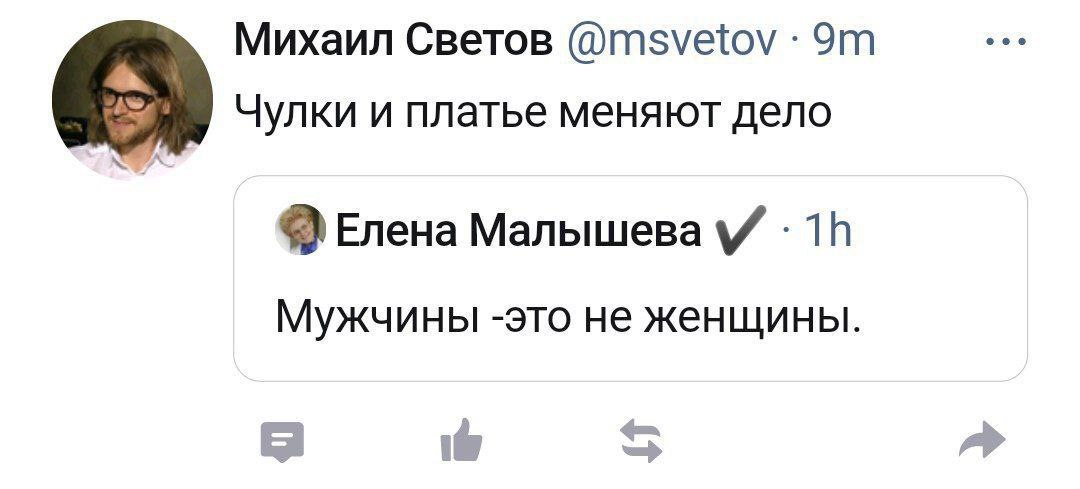 Михаил Светов @msvetov · 9m
Чулки и платье меняют дело
Елена Малышева ✔ · 1h
Мужчины -это не женщины.